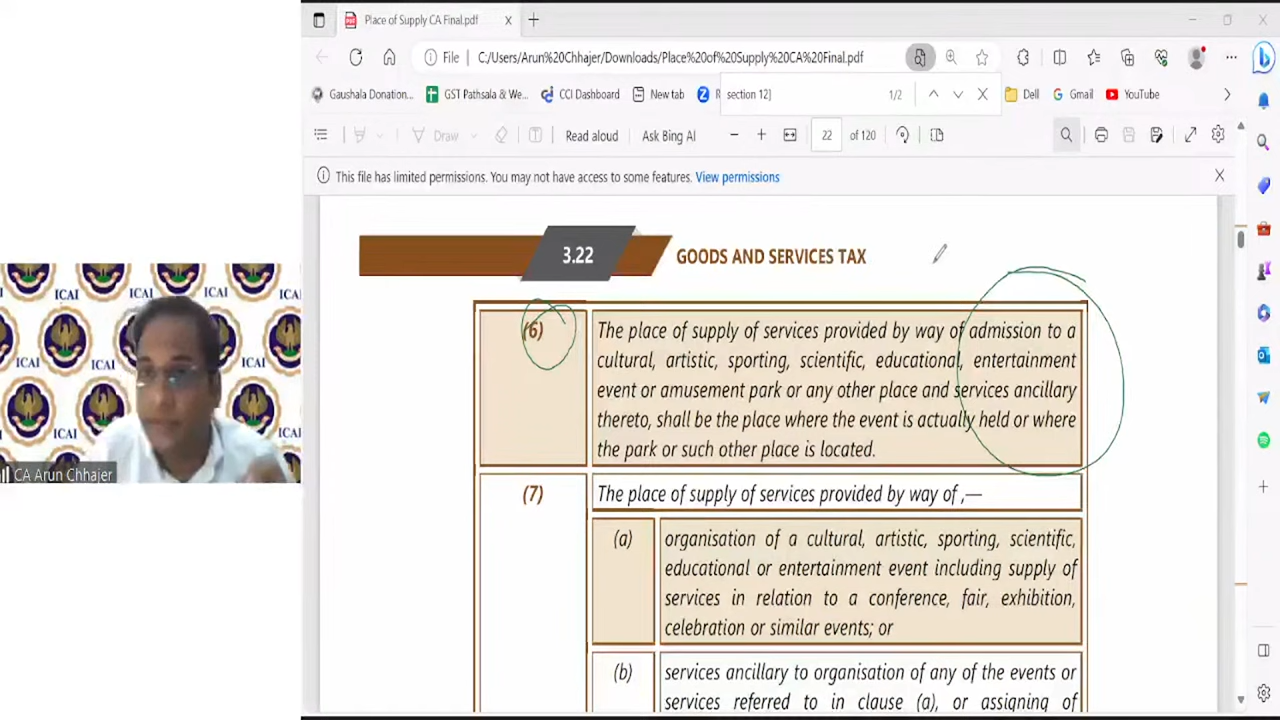 Place of Supply CA Final.pdf
File
C:/Users/Arun%20Chhajer/Downloads/Place%20of%20Supply%20CA%20Final.pdf
Gaushala Donation...
GST Pathsala & We...
CCI Dashboard
New tab
Z R
section 12]
1/2
Dell
Gmail
YouTube
Draw
Read aloud
Ask Bing AI
22
of 120
This file has limited permissions. You may not have access to some features. View permissions
3.22
GOODS AND SERVICES TAX
(6)
The place of supply of services provided by way of admission to a
cultural, artistic, sporting, scientific, educational, entertainment
event or amusement park or any other place and services ancillary
thereto, shall be the place where the event is actually held or where
the park or such other place is located.
(7)
The place of supply of services provided by way of ,—
(a)
organisation of a cultural, artistic, sporting, scientific,
educational or entertainment event including supply of
services in relation to a conference, fair, exhibition,
celebration or similar events; or
(b)
services ancillary to organisation of any of the events or
services referred to in clause (a), or assigning of
ICAI
ICAI
ICAI
ICAI
ICAI
ICAI
CA Arun Chhajer